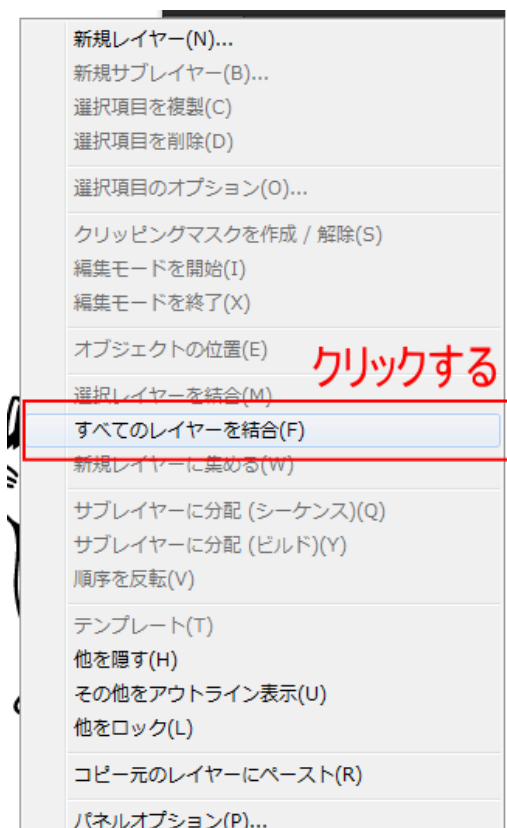 新規レイヤー(N)...
新規サブレイヤー(B)...
選択項目を複製(C)
選択項目を削除(D)
選択項目のオプション(O)...
クリッピングマスクを作成 / 解除(S)
編集モードを開始(I)
編集モードを終了(X)
オブジェクトの位置(E)
クリックする
選択レイヤーを結合(M)
すべてのレイヤーを結合(F)
新規レイヤーに集める(W)
サブレイヤーに分配 (シーケンス)(Q)
サブレイヤーに分配 (ビルド)(Y)
順序を反転(V)
テンプレート(T)
他を隠す(H)
その他をアウトライン表示(U)
他をロック(L)
コピー元のレイヤーにペースト(R)
パネルオプション(P)...